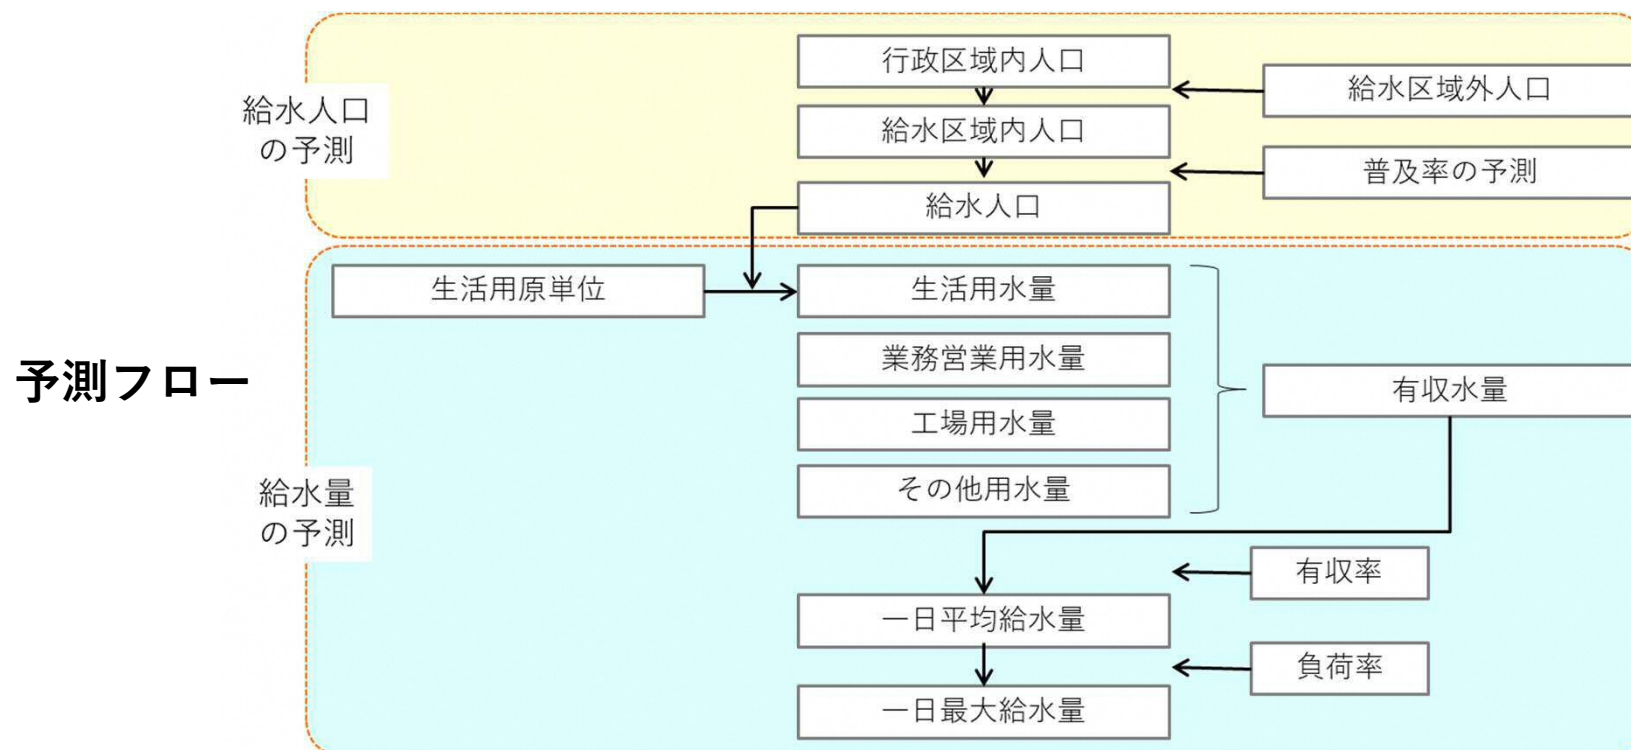 行政区域内人口
給水区域外人口
給水人口
の予測
給水区域内人口
普及率の予測
給水人口
生活用原単位
生活用水量
業務営業用水量
予測フロー
有収水量
工場用水量
その他用水量
給水量
の予測
有収率
一日平均給水量
負荷率
一日最大給水量